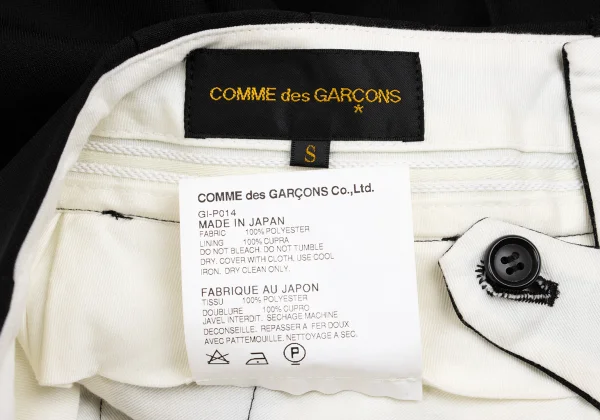 COMME des GARÇONS
*
S
COMME des GARÇONS Co.,Ltd.
GI-P014
MADE IN JAPAN
FABRIC 100% POLYESTER
LINING 100% CUPRA
DO NOT BLEACH. DO NOT TUMBLE
DRY. COVER WITH CLOTH. USE COOL
IRON. DRY CLEAN ONLY.
FABRIQUE AU JAPON
TISSU 100% POLYESTER
DOUBLURE 100% CUPRO
JAVEL INTERDIT. SECHAGE MACHINE
DECONSEILLE. REPASSER A FER DOUX
AVEC PATTEMOUILLE. NETTOYAGE A SEC.
P